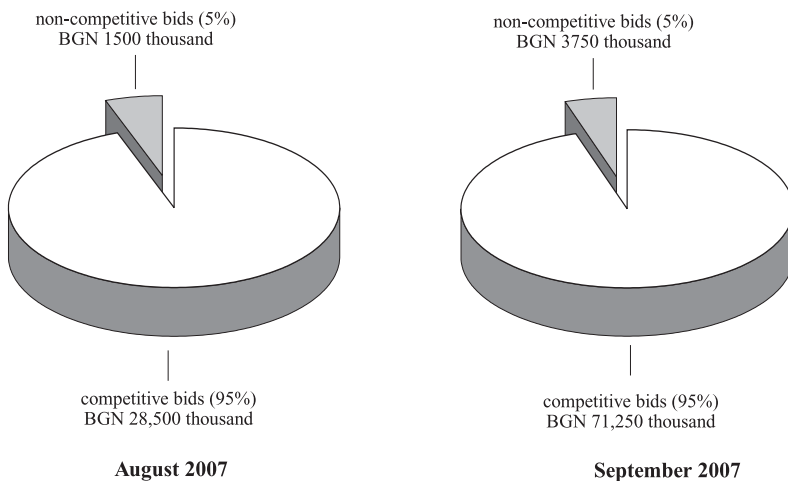 non-competitive bids (5%)
BGN 1500 thousand
competitive bids (95%)
BGN 28,500 thousand
August 2007
non-competitive bids (5%)
BGN 3750 thousand
competitive bids (95%)
BGN 71,250 thousand
September 2007